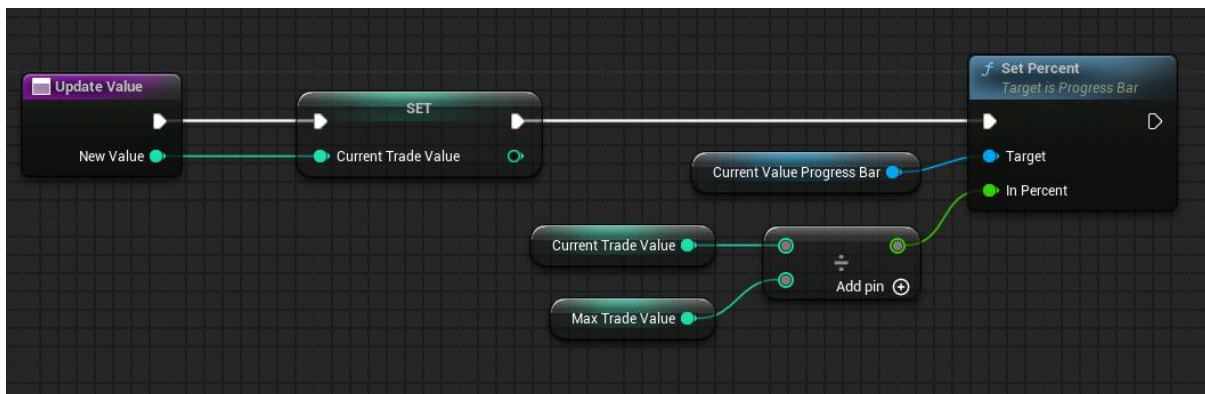 Update Value
New Value
SET
Current Trade Value
Current Value Progress Bar
Current Trade Value
Max Trade Value
÷
Add pin
f Set Percent
Target is Progress Bar
Target
In Percent